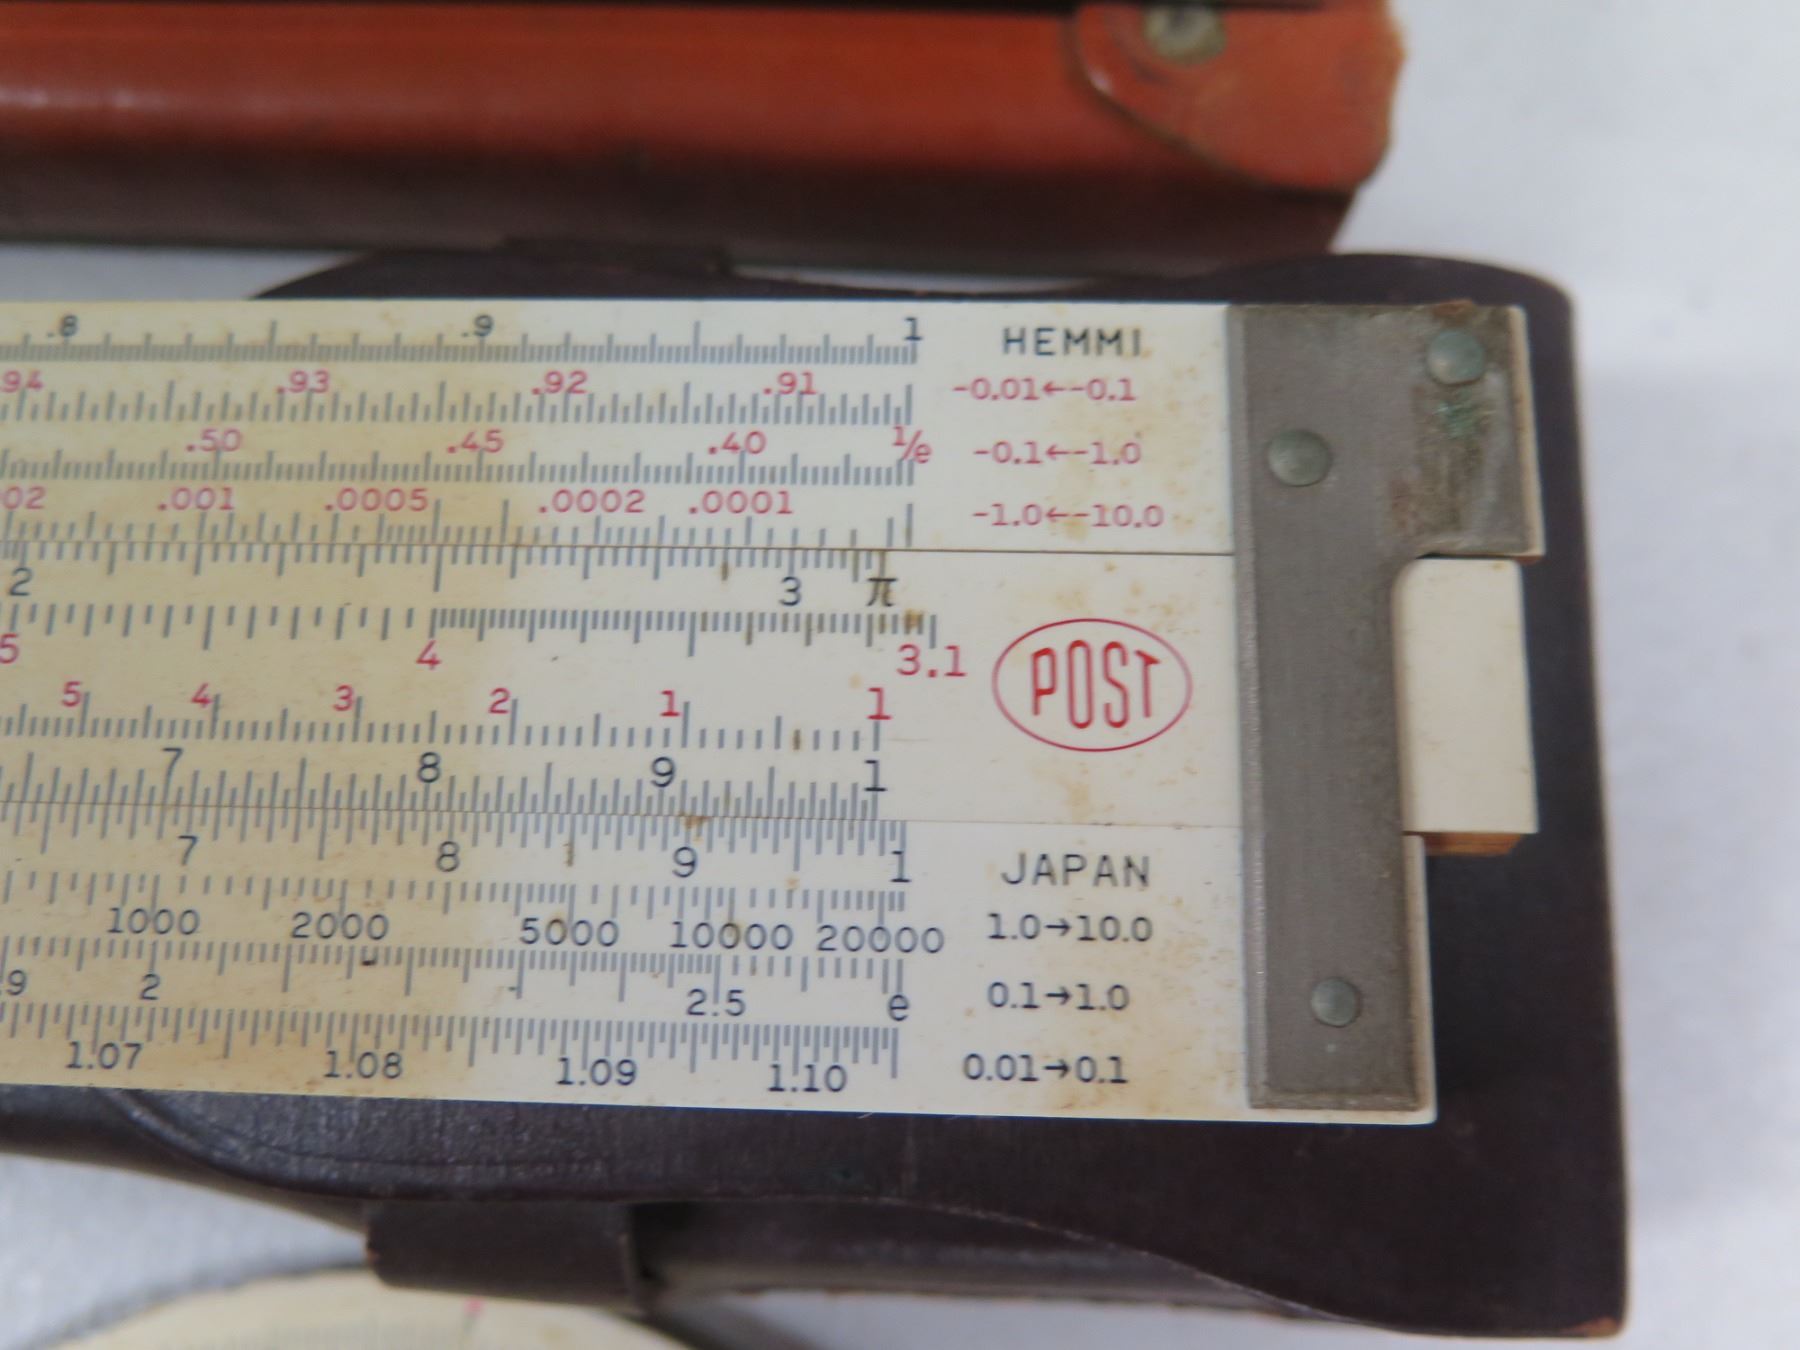 .8 .9 1 HEMMI
.94 .93 .92 .91 -0.01←-0.1
.50 .45 .40 1/e -0.1←-1.0
02 .001 .0005 .0002 .0001 -1.0←-10.0
2 3 π
5 4 3.1
POST
5 4 3 2 1 1
7 8 9 1
7 8 9 1 JAPAN
1000 2000 5000 10000 20000 1.0→10.0
.9 2 2.5 e 0.1→1.0
1.07 1.08 1.09 1.10 0.01→0.1